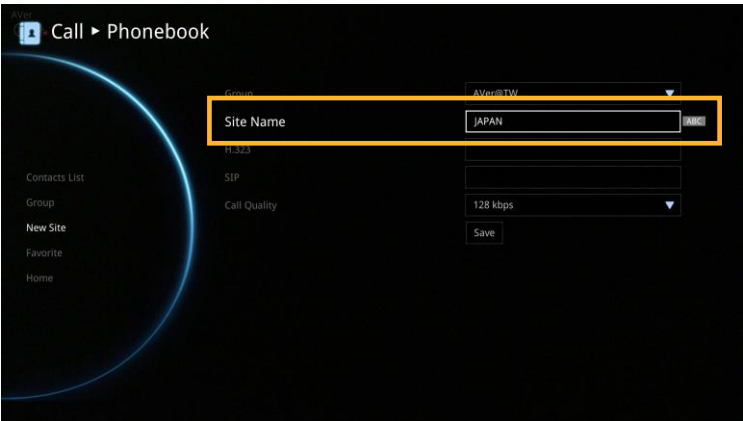 AVer
Call ▸ Phonebook
Group AVer@TW
Site Name JAPAN ABC
H.323
Contacts List
SIP
Group
Call Quality 128 kbps
New Site
Save
Favorite
Home